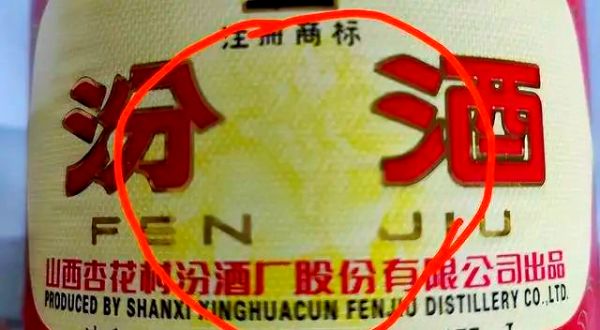 注册商标
汾酒
FEN JIU
山西杏花村汾酒厂股份有限公司出品
PRODUCED BY SHANXI XINGHUACUN FENJIU DISTILLERY CO.,LTD.